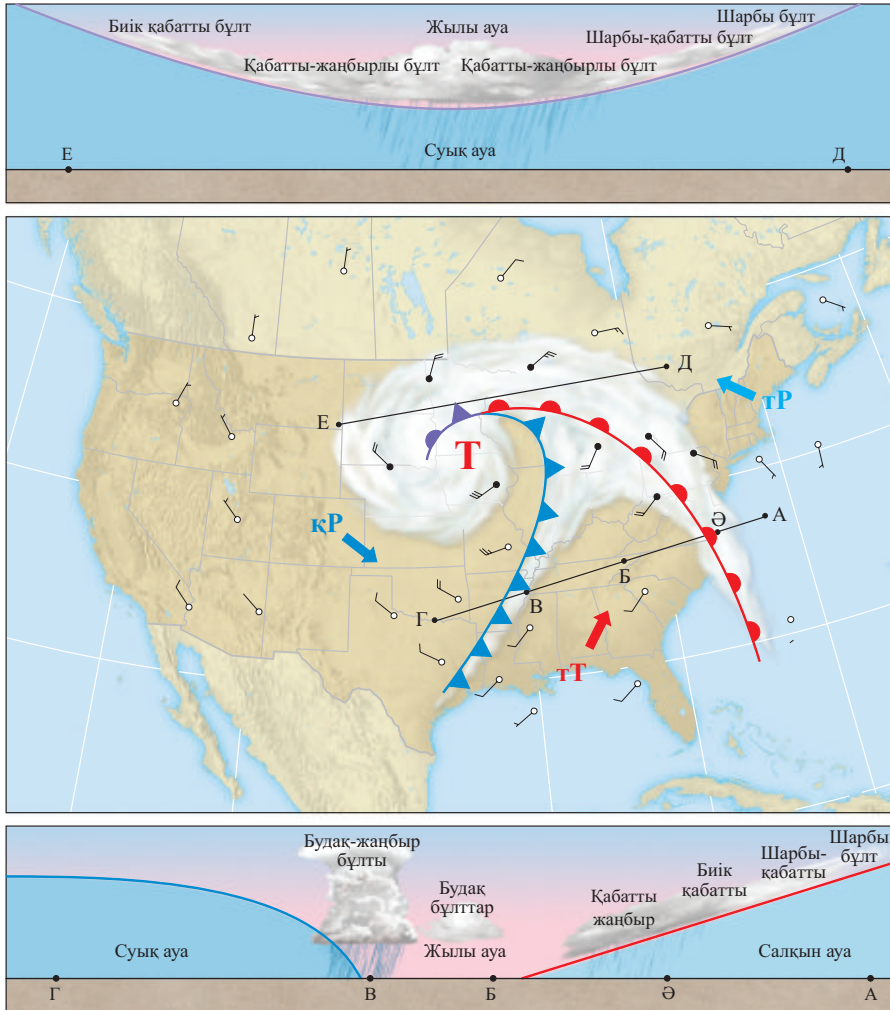 Биік қабатты бұлт
Жылы ауа
Шарбы бұлт
Шарбы-қабатты бұлт
Қабатты-жаңбырлы бұлт
Қабатты-жаңбырлы бұлт
Суық ауа
Е
Д
Д
тР
Е
Т
қР
А
Ә
Б
В
Г
тТ
Будақ-жаңбыр
бұлты
Будақ
бұлттар
Қабатты
жаңбыр
Биік
қабатты
Шарбы-
қабатты
Шарбы
бұлт
Суық ауа
Жылы ауа
Салқын ауа
Г
В
Б
Ә
А